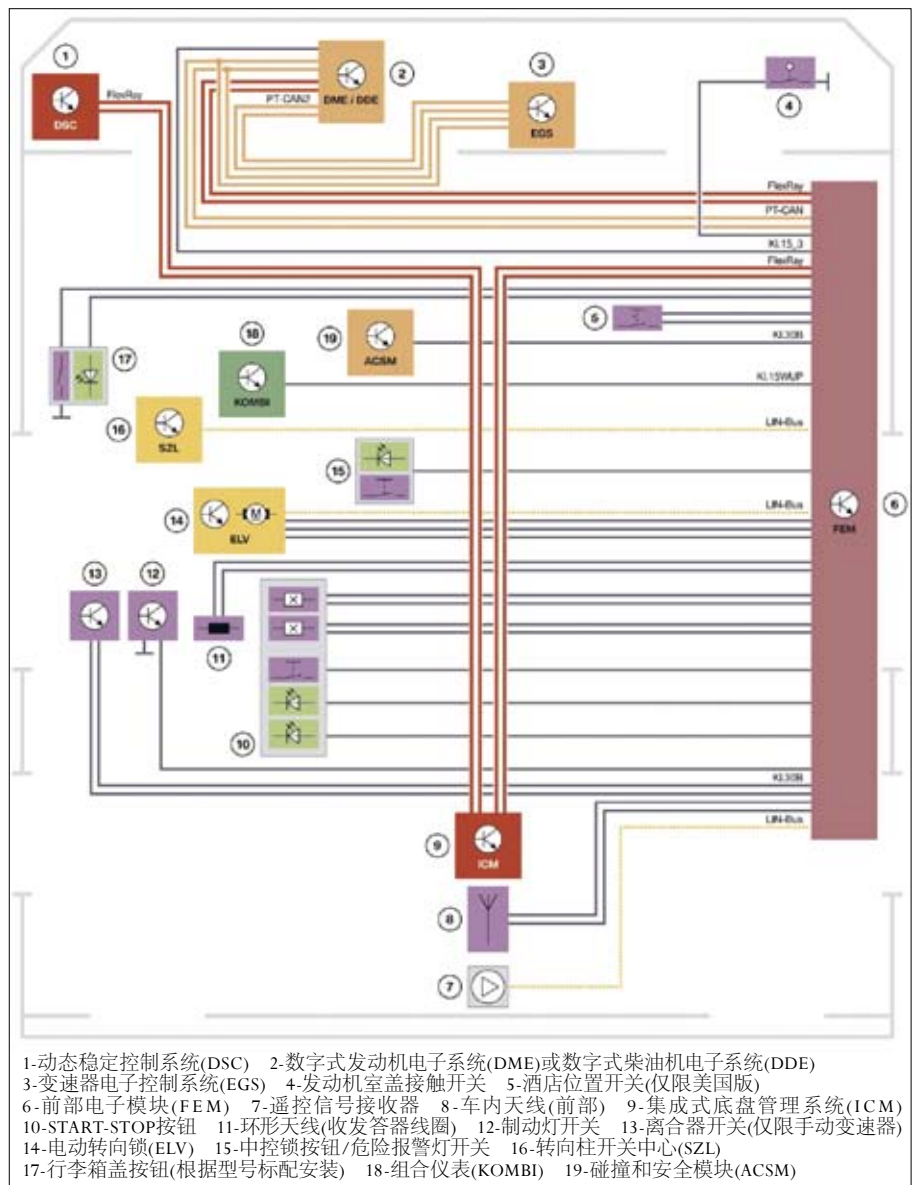 1
FlexRay
DSC
2
PT-CAN2
DME / DDE
3
EGS
4
FlexRay
PT-CAN
Kl.15_3
FlexRay
5
Kl.30B
Kl.15WUP
LIN-Bus
LIN-Bus
6
FEM
17
18
KOMBI
19
ACSM
16
SZL
15
14
M
ELV
13
12
11
10
Kl.30B
LIN-Bus
9
ICM
8
7
1-动态稳定控制系统(DSC) 2-数字式发动机电子系统(DME)或数字式柴油机电子系统(DDE)
3-变速器电子控制系统(EGS) 4-发动机室盖接触开关 5-酒店位置开关(仅限美国版)
6-前部电子模块(FEM) 7-遥控信号接收器 8-车内天线(前部) 9-集成式底盘管理系统(ICM)
10-START-STOP按钮 11-环形天线(收发答器线圈) 12-制动灯开关 13-离合器开关(仅限手动变速器)
14-电动转向锁(ELV) 15-中控锁按钮/危险报警灯开关 16-转向柱开关中心(SZL)
17-行李箱盖按钮(根据型号标配安装) 18-组合仪表(KOMBI) 19-碰撞和安全模块(ACSM)